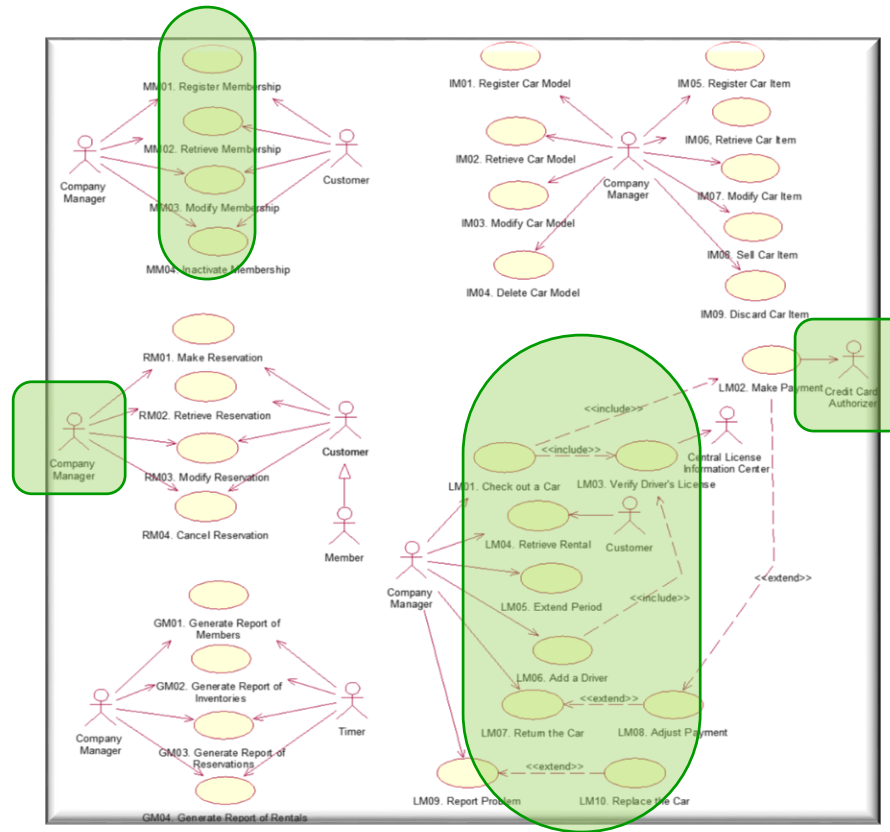 MM01. Register Membership
MM02. Retrieve Membership
Company
Manager
Customer
MM03. Modify Membership
MM04. Inactivate Membership
IM01. Register Car Model
IM05. Register Car Item
IM06, Retrieve Car Item
IM02. Retrieve Car Model
Company
Manager
IM07. Modify Car Item
IM03. Modify Car Model
IM08. Sell Car Item
IM04. Delete Car Model
IM09. Discard Car Item
RM01. Make Reservation
RM02. Retrieve Reservation
Company
Manager
Customer
RM03. Modify Reservation
RM04. Cancel Reservation
Member
LM02. Make Payment
Credit Card
Authorizer
<<include>>
<<include>>
Central License
Information Center
LM01. Check out a Car
LM03. Verify Driver's License
LM04. Retrieve Rental
Customer
Company
Manager
<<extend>>
LM05. Extend Period
<<include>>
LM06. Add a Driver
<<extend>>
LM07. Return the Car
LM08. Adjust Payment
<<extend>>
LM09. Report Problem
LM10. Replace the Car
GM01. Generate Report of
Members
GM02. Generate Report of
Inventories
Company
Manager
Timer
GM03. Generate Report of
Reservations
GM04. Generate Report of Rentals